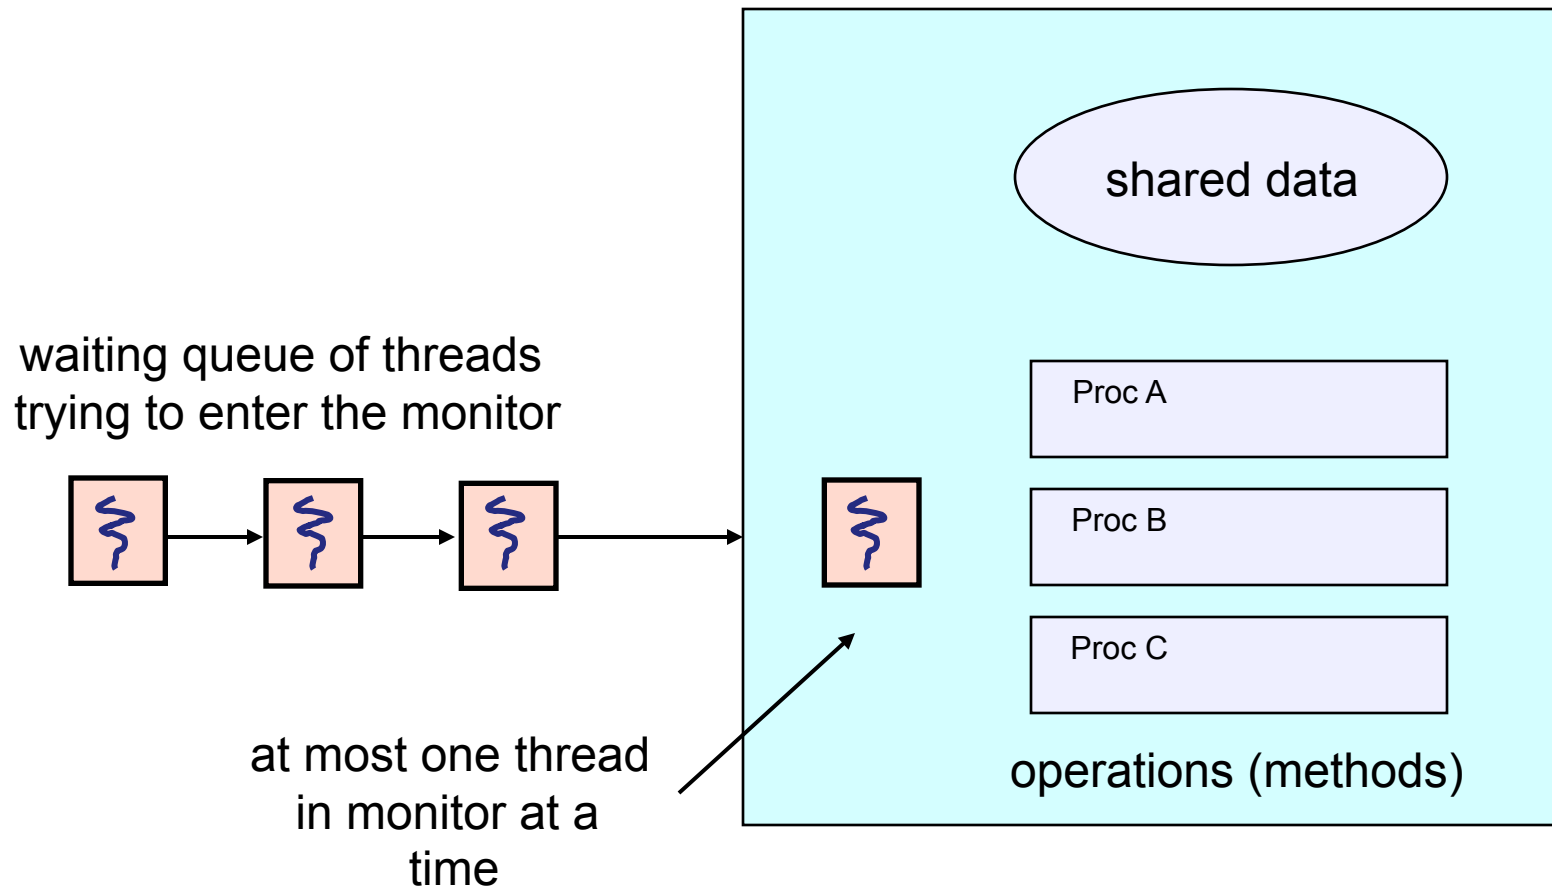 shared data
waiting queue of threads
trying to enter the monitor
Proc A
Proc B
Proc C
at most one thread
in monitor at a
time
operations (methods)